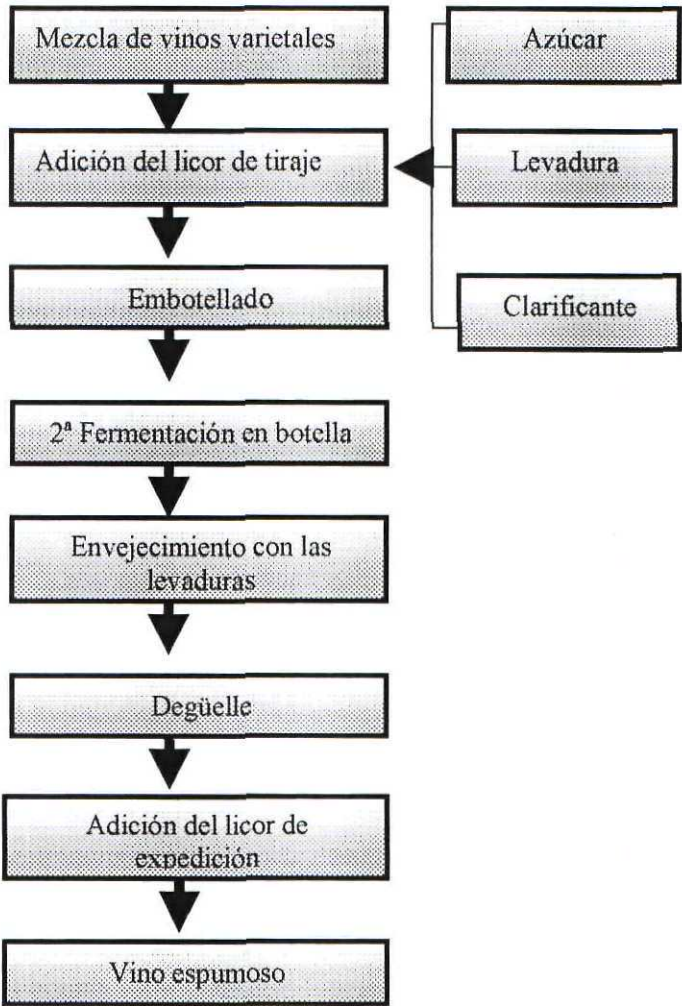 Mezcla de vinos varietales
Azúcar
Adición del licor de tiraje
Levadura
Embotellado
Clarificante
2ª Fermentación en botella
Envejecimiento con las
levaduras
Degüelle
Adición del licor de
expedición
Vino espumoso